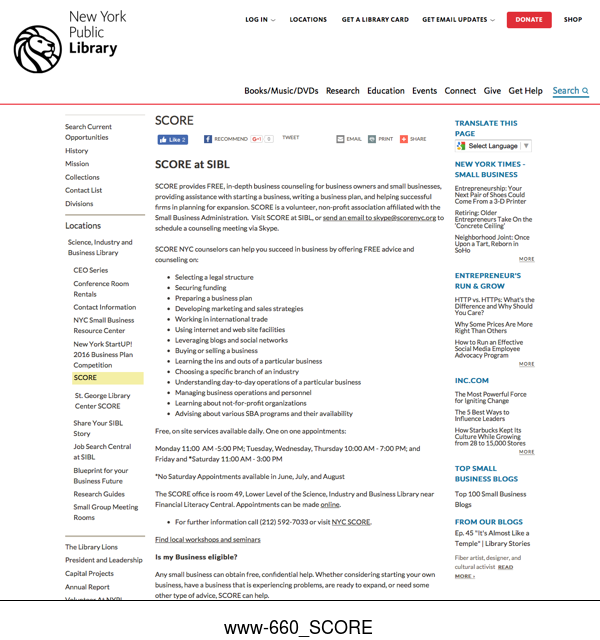 New York
Public
Library
LOG IN
LOCATIONS
GET A LIBRARY CARD
GET EMAIL UPDATES
DONATE
SHOP
Books/Music/DVDs Research Education Events Connect Give Get Help Search
Search Current
Opportunities
History
Mission
Collections
Contact List
Divisions
Locations
Science, Industry and
Business Library
CEO Series
Conference Room
Rentals
Contact Information
NYC Small Business
Resource Center
New York StartUP!
2016 Business Plan
Competition
SCORE
St. George Library
Center SCORE
Share Your SIBL
Story
Job Search Central
at SIBL
Blueprint for your
Business Future
Research Guides
Small Group Meeting
Rooms
The Library Lions
President and Leadership
Capital Projects
Annual Report
Volunteer At NYPL
SCORE
Like 2
RECOMMEND
G+1 0
TWEET
EMAIL
PRINT
SHARE
SCORE at SIBL
SCORE provides FREE, in-depth business counseling for business owners and small businesses,
providing assistance with starting a business, writing a business plan, and helping successful
firms in planning for expansion. SCORE is a volunteer, non-profit association affiliated with the
Small Business Administration. Visit SCORE at SIBL, or send an email to skype@scorenyc.org to
schedule a counseling meeting via Skype.
SCORE NYC counselors can help you succeed in business by offering FREE advice and
counseling on:
• Selecting a legal structure
• Securing funding
• Preparing a business plan
• Developing marketing and sales strategies
• Working in international trade
• Using internet and web site facilities
• Leveraging blogs and social networks
• Buying or selling a business
• Learning the ins and outs of a particular business
• Choosing a specific branch of an industry
• Understanding day-to-day operations of a particular business
• Managing business operations and personnel
• Learning about not-for-profit organizations
• Advising about various SBA programs and their availability
Free, on site services available daily. One on one appointments:
Monday 11:00 AM -5:00 PM; Tuesday, Wednesday, Thursday 10:00 AM - 7:00 PM; and
Friday and *Saturday 11:00 AM - 3:00 PM
*No Saturday Appointments available in June, July, and August
The SCORE office is room 49, Lower Level of the Science, Industry and Business Library near
Financial Literacy Central. Appointments can be made online.
• For further information call (212) 592-7033 or visit NYC SCORE.
Find local workshops and seminars
Is my Business eligible?
Any small business can obtain free, confidential help. Whether considering starting your own
business, have a business that is experiencing problems, are ready to expand, or need some
other type of advice, SCORE can help.
TRANSLATE THIS
PAGE
Select Language
NEW YORK TIMES -
SMALL BUSINESS
Entrepreneurship: Your
Next Pair of Shoes Could
Come From a 3-D Printer
Retiring: Older
Entrepreneurs Take On the
'Concrete Ceiling'
Neighborhood Joint: Once
Upon a Tart, Reborn in
SoHo
MORE
ENTREPRENEUR'S
RUN & GROW
HTTP vs. HTTPs: What's the
Difference and Why Should
You Care?
Why Some Prices Are More
Right Than Others
How to Run an Effective
Social Media Employee
Advocacy Program
MORE
INC.COM
The Most Powerful Force
for Igniting Change
The 5 Best Ways to
Influence Leaders
How Starbucks Kept Its
Culture While Growing
from 28 to 15,000 Stores
MORE
TOP SMALL
BUSINESS BLOGS
Top 100 Small Business
Blogs
FROM OUR BLOGS
Ep. 45 "It's Almost Like a
Temple" | Library Stories
Fiber artist, designer, and
cultural activist READ
MORE ›
www-660_SCORE